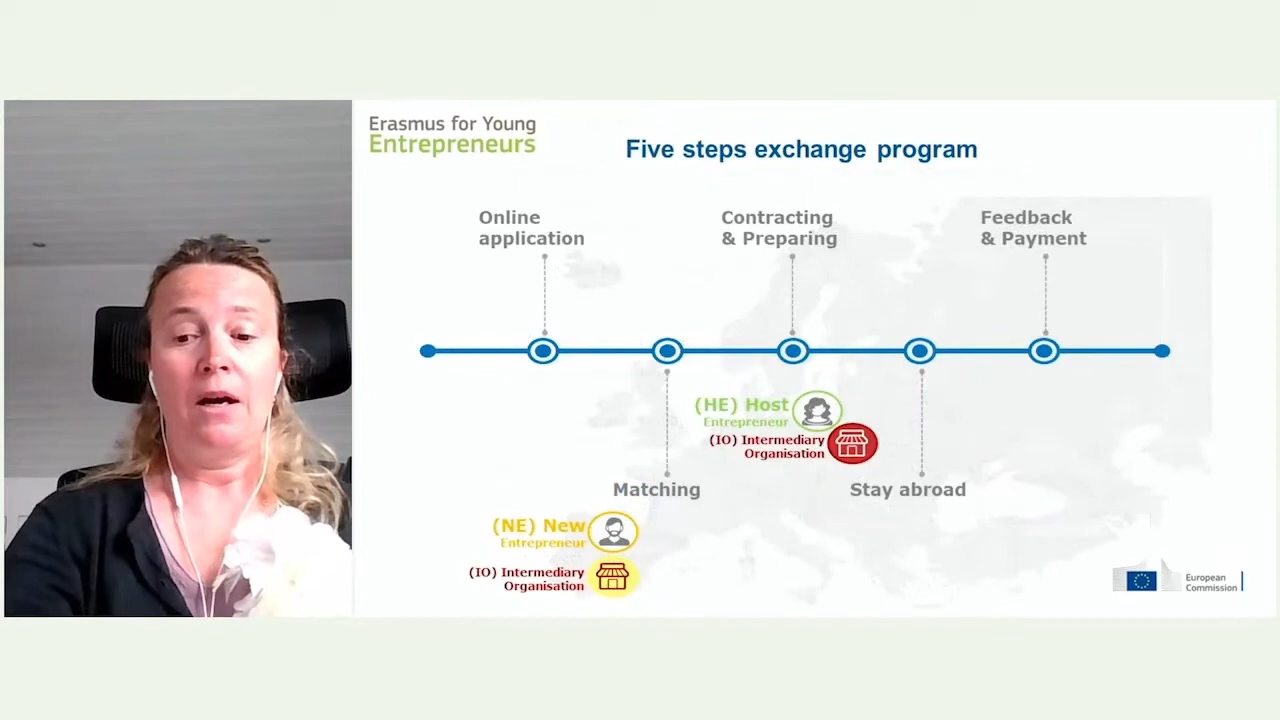 Erasmus for Young
Entrepreneurs
Five steps exchange program
Online
application
Contracting
& Preparing
Feedback
& Payment
(HE) Host
Entrepreneur
(IO) Intermediary
Organisation
Matching
Stay abroad
(NE) New
Entrepreneur
(IO) Intermediary
Organisation
European
Commission